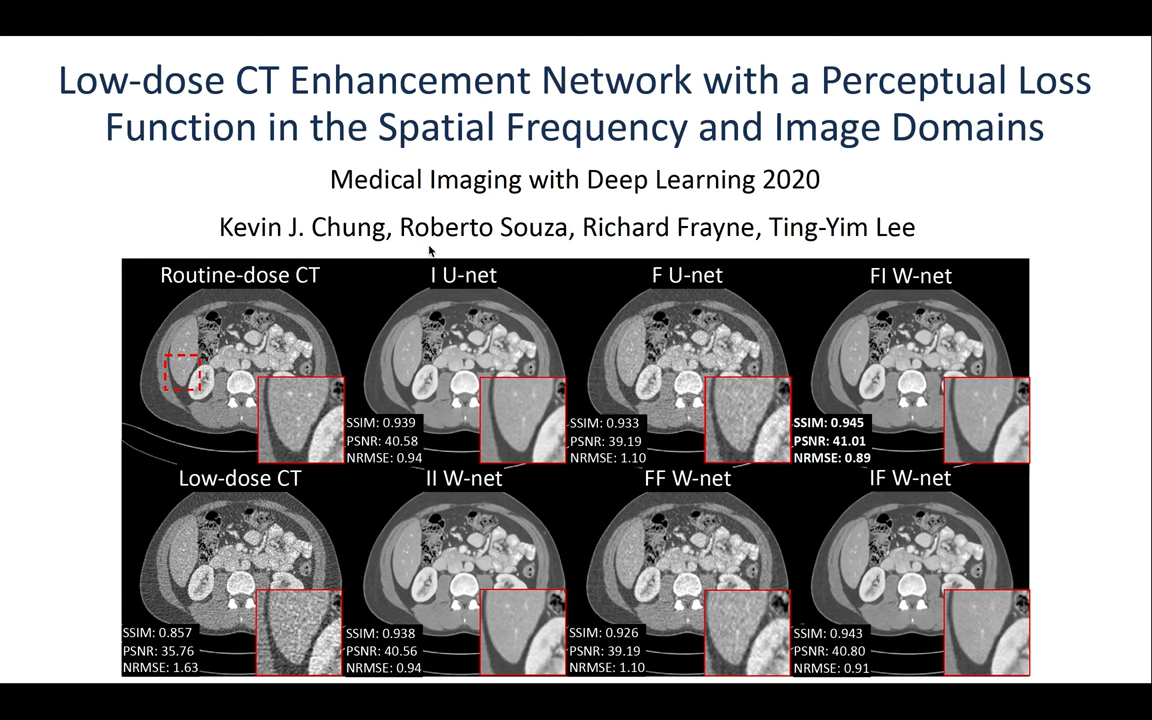 Low-dose CT Enhancement Network with a Perceptual Loss
Function in the Spatial Frequency and Image Domains
Medical Imaging with Deep Learning 2020
Kevin J. Chung, Roberto Souza, Richard Frayne, Ting-Yim Lee
Routine-dose CT
I U-net
SSIM: 0.939
PSNR: 40.58
NRMSE: 0.94
F U-net
SSIM: 0.933
PSNR: 39.19
NRMSE: 1.10
FI W-net
SSIM: 0.945
PSNR: 41.01
NRMSE: 0.89
Low-dose CT
SSIM: 0.857
PSNR: 35.76
NRMSE: 1.63
II W-net
SSIM: 0.938
PSNR: 40.56
NRMSE: 0.94
FF W-net
SSIM: 0.926
PSNR: 39.19
NRMSE: 1.10
IF W-net
SSIM: 0.943
PSNR: 40.80
NRMSE: 0.91